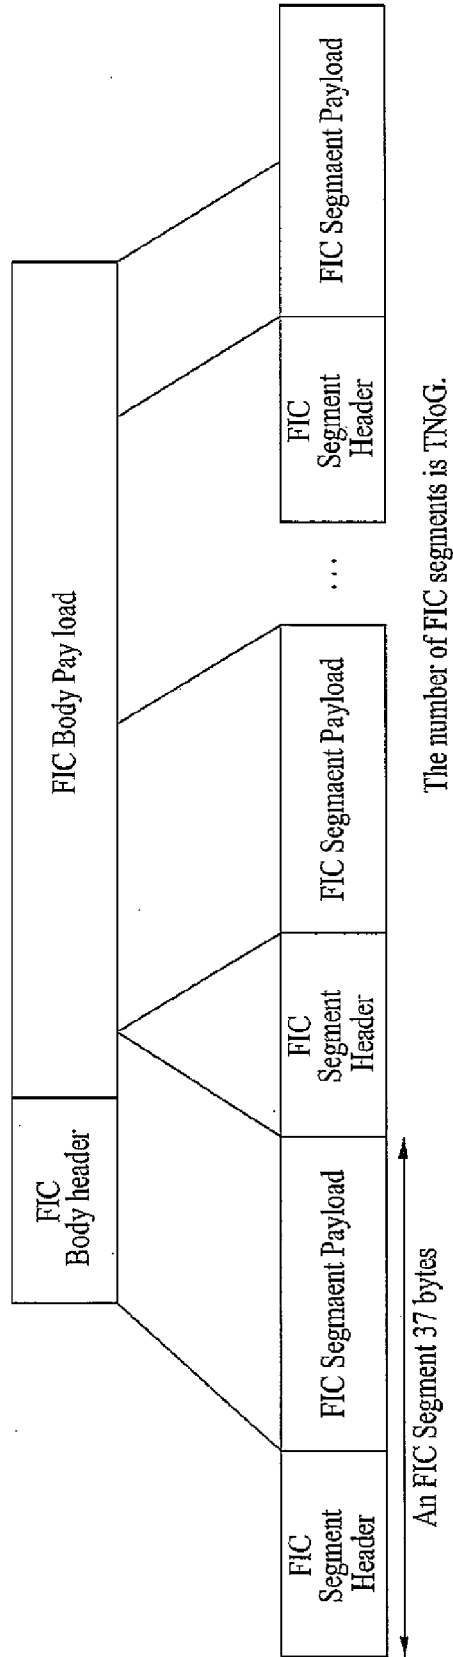 FIC
Body header
FIC Body Pay load
FIC
Segment
Header
FIC Segmaent Payload
FIC
Segment
Header
FIC Segmaent Payload
...
FIC
Segment
Header
FIC Segmaent Payload
An FIC Segment 37 bytes
The number of FIC segments is TNoG.